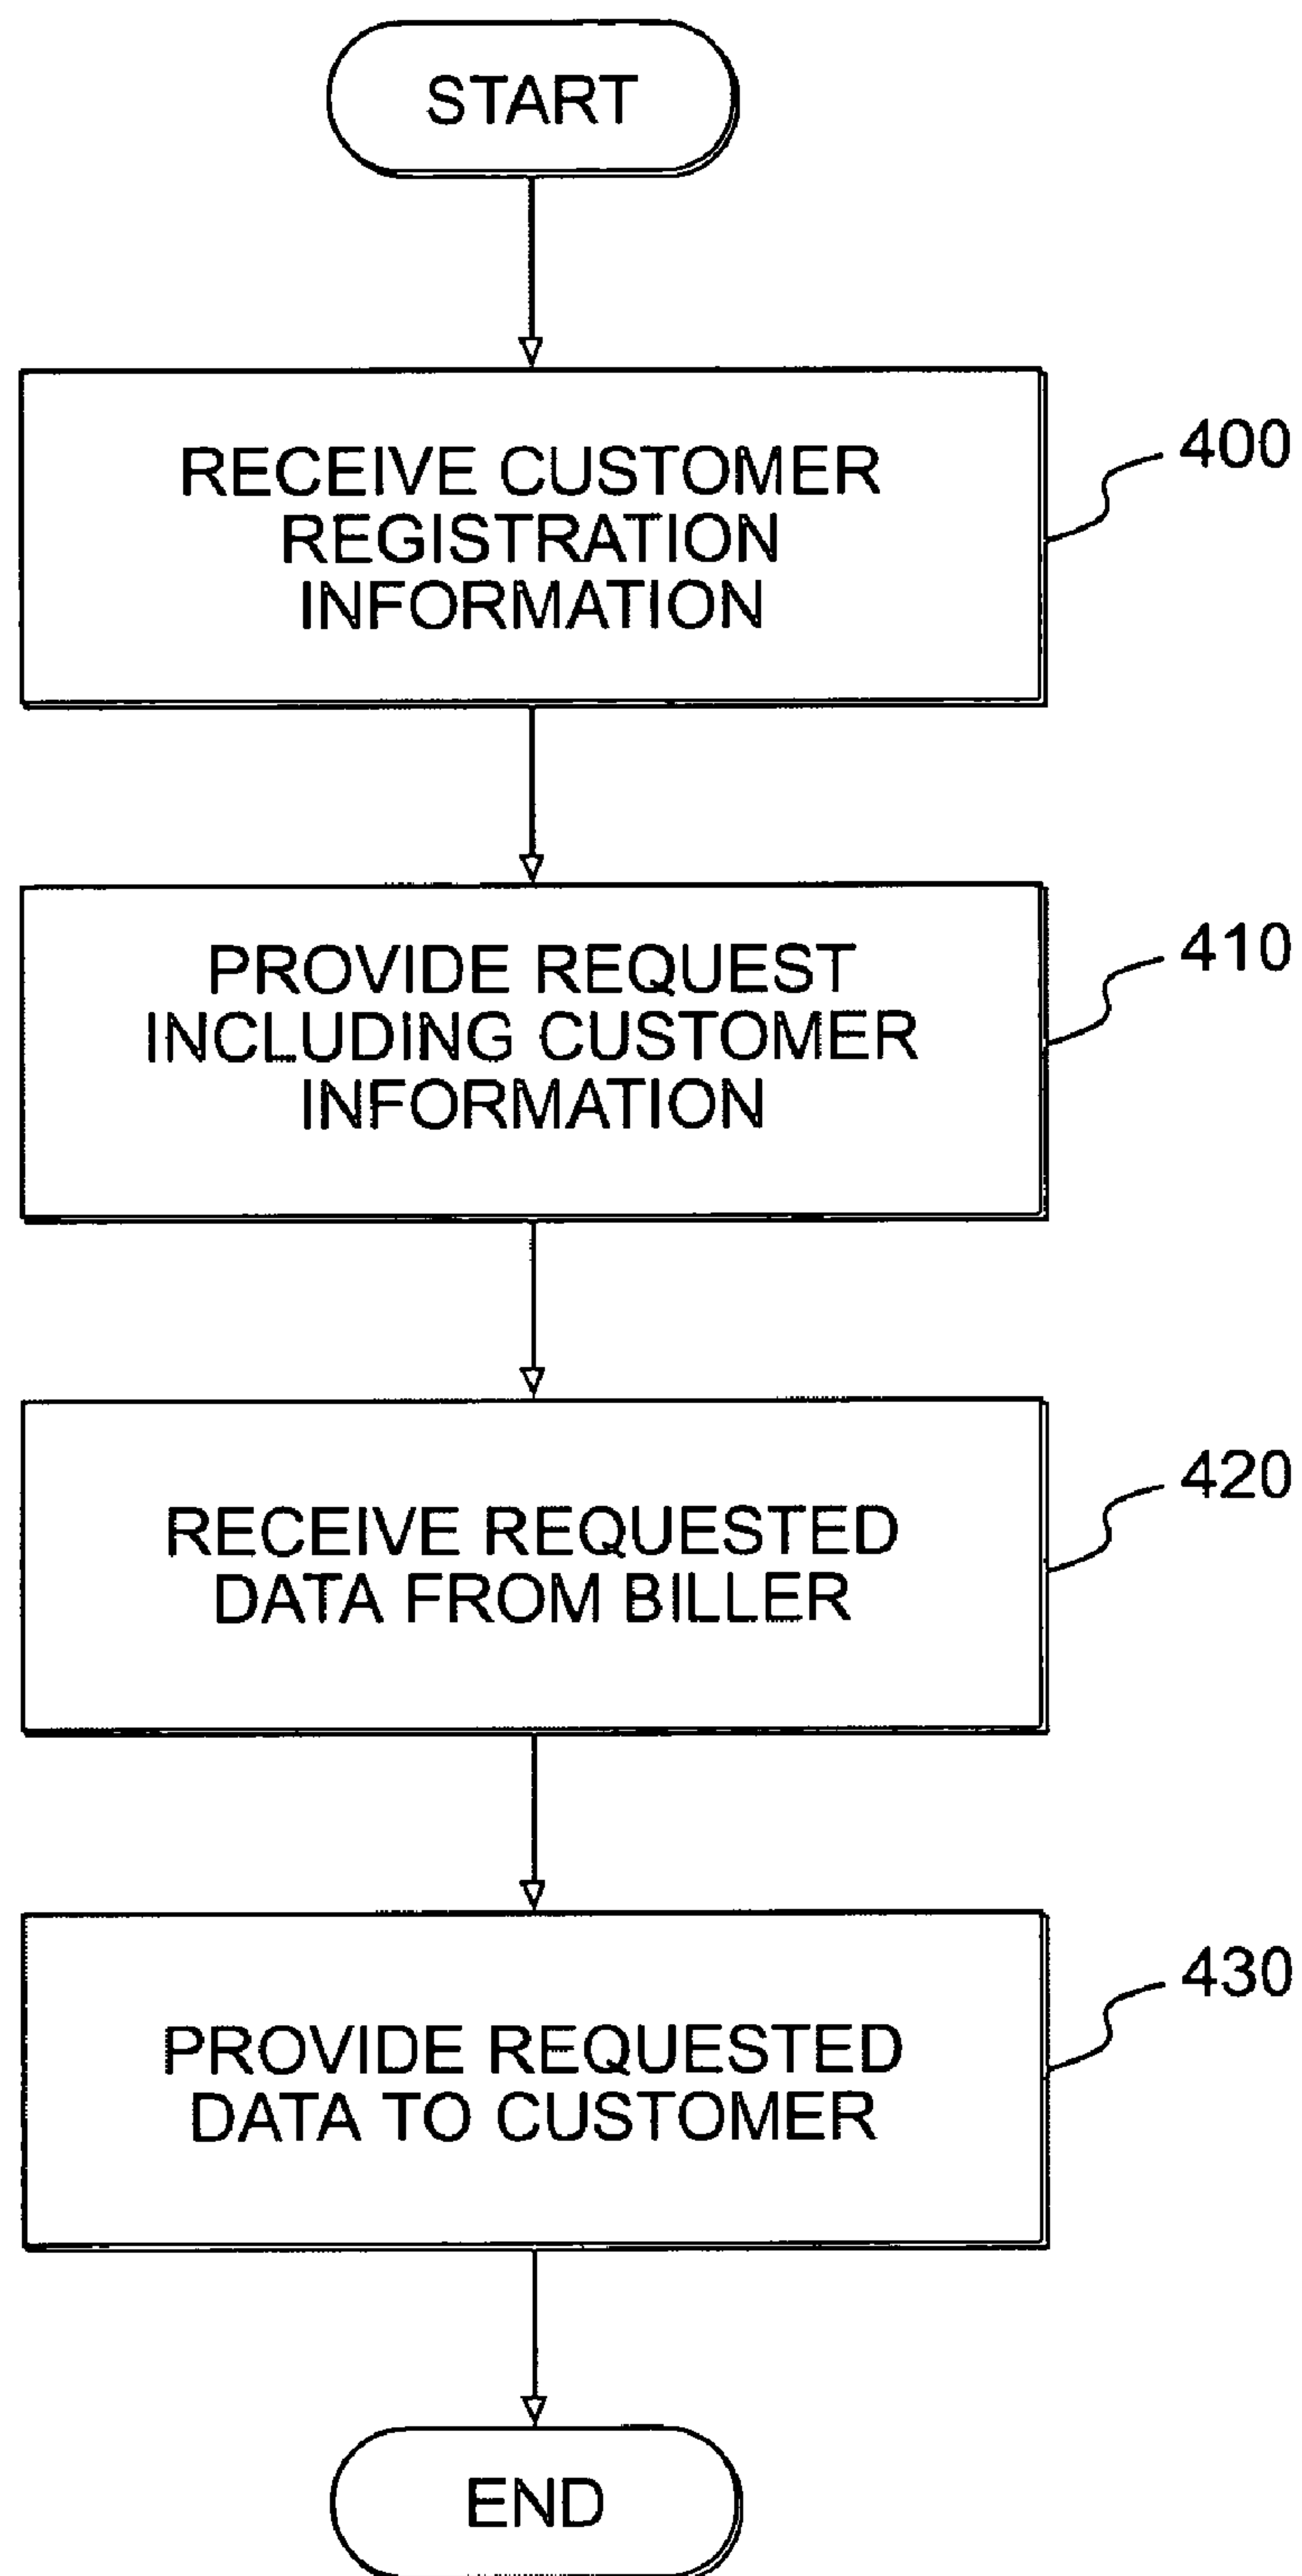 START
RECEIVE CUSTOMER
REGISTRATION
INFORMATION
400
PROVIDE REQUEST
INCLUDING CUSTOMER
INFORMATION
410
RECEIVE REQUESTED
DATA FROM BILLER
420
PROVIDE REQUESTED
DATA TO CUSTOMER
430
END